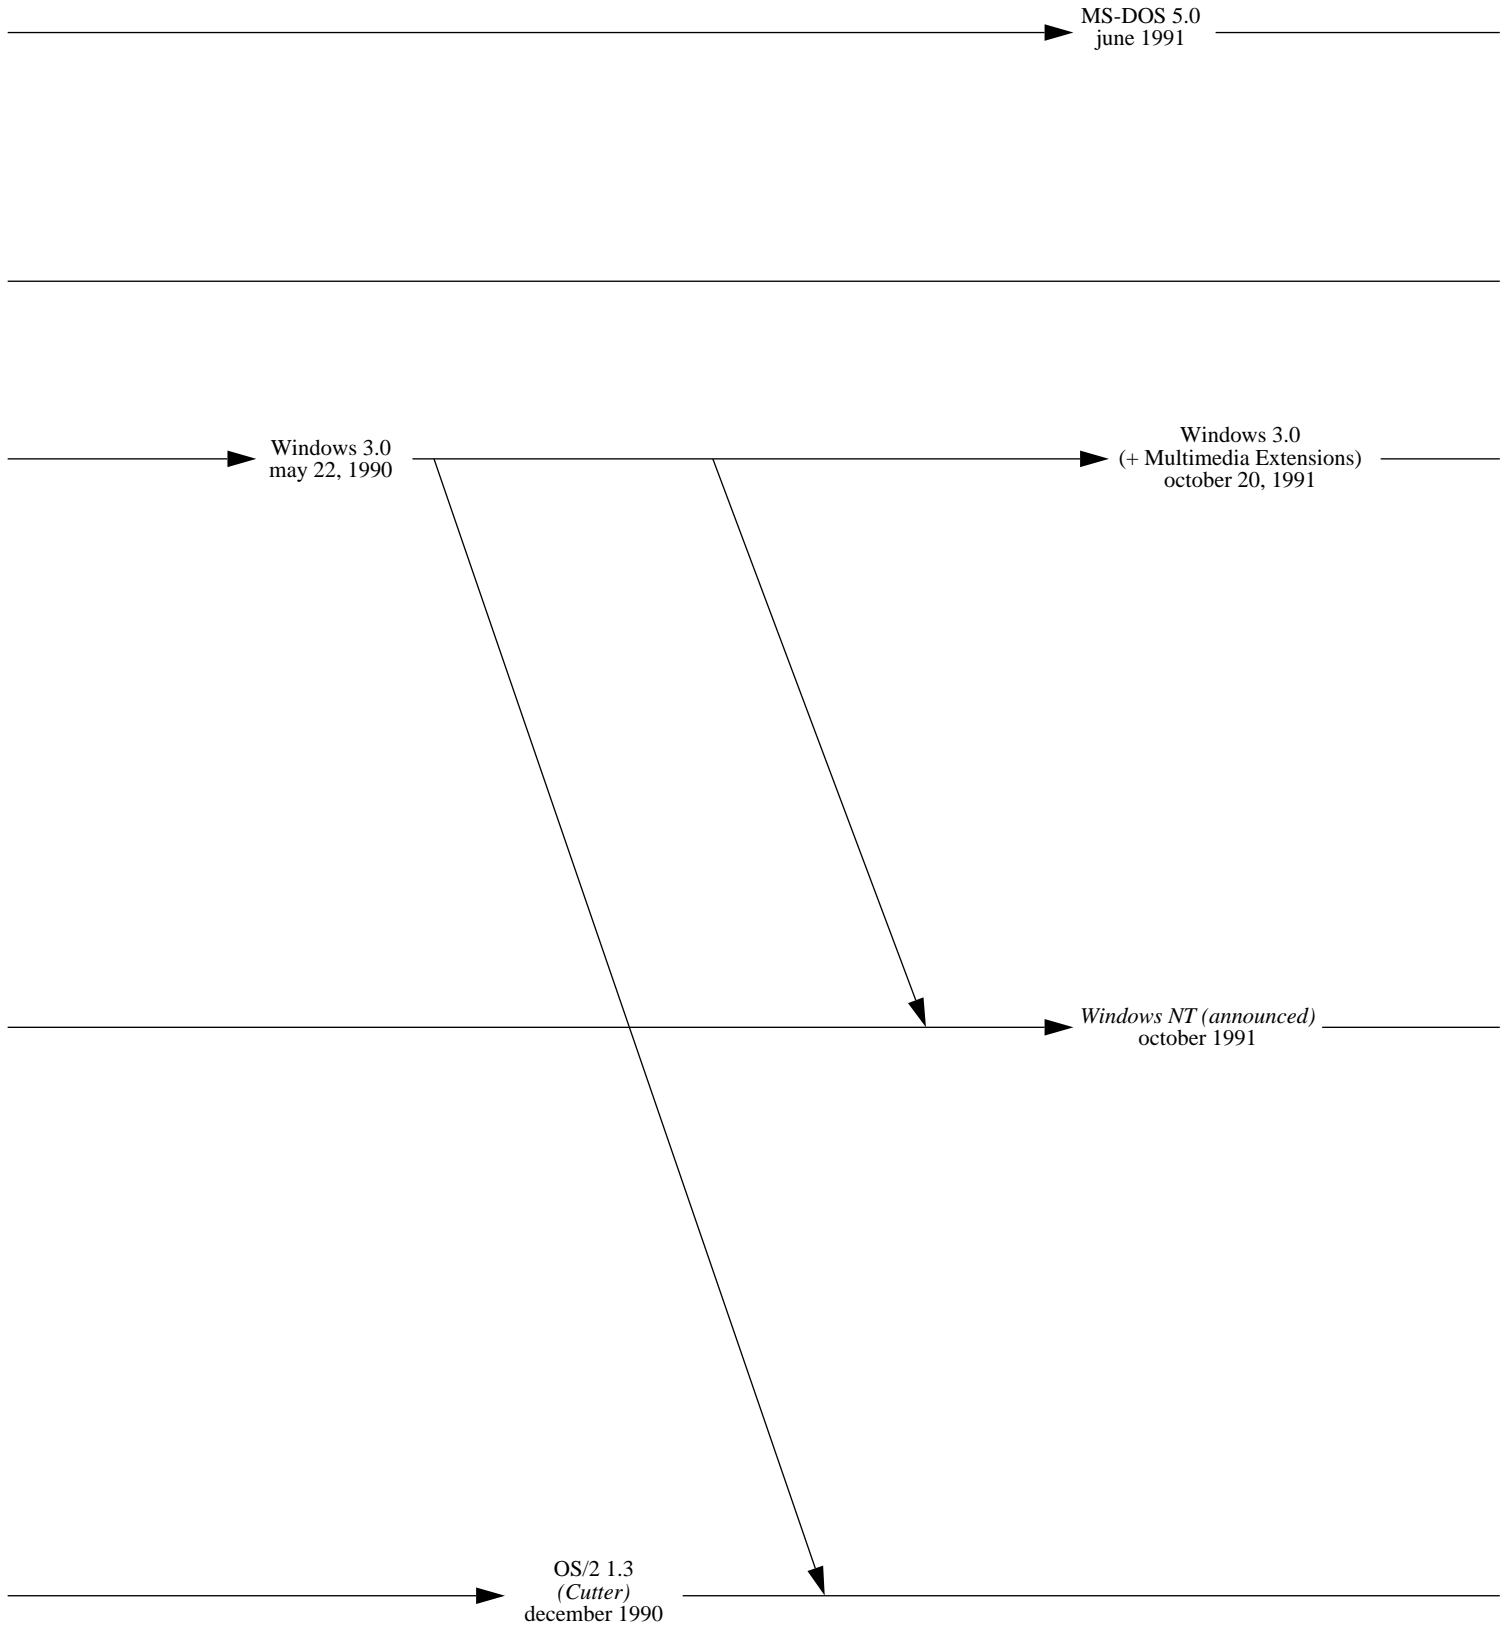 MS-DOS 5.0
june 1991
Windows 3.0
may 22, 1990
Windows 3.0
(+ Multimedia Extensions)
october 20, 1991
Windows NT (announced)
october 1991
OS/2 1.3
(Cutter)
december 1990